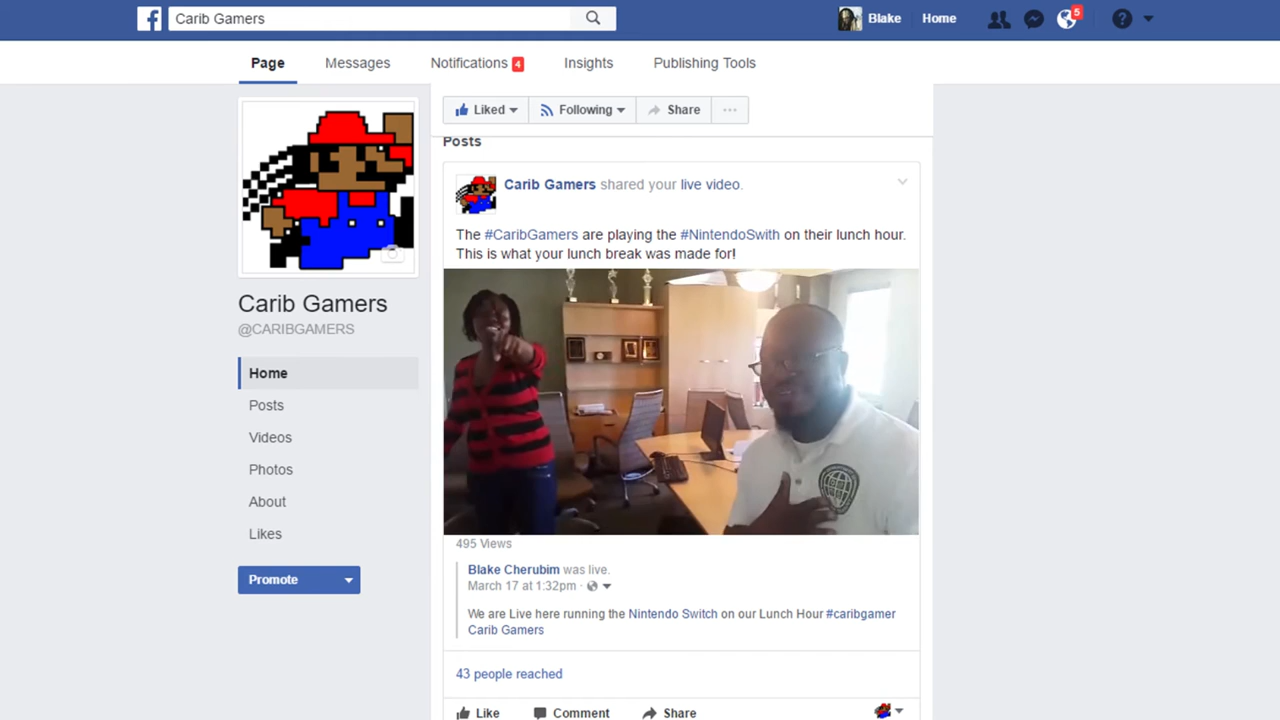 Carib Gamers
Blake
Home
5
Page
Messages
Notifications 4
Insights
Publishing Tools
Liked
Following
Share
Posts
Carib Gamers shared your live video.
The #CaribGamers are playing the #NintendoSwith on their lunch hour.
This is what your lunch break was made for!
Carib Gamers
@CARIBGAMERS
Home
Posts
Videos
Photos
About
Likes
Promote
495 Views
Blake Cherubim was live.
March 17 at 1:32pm ·
We are Live here running the Nintendo Switch on our Lunch Hour #caribgamer
Carib Gamers
43 people reached
Like
Comment
Share